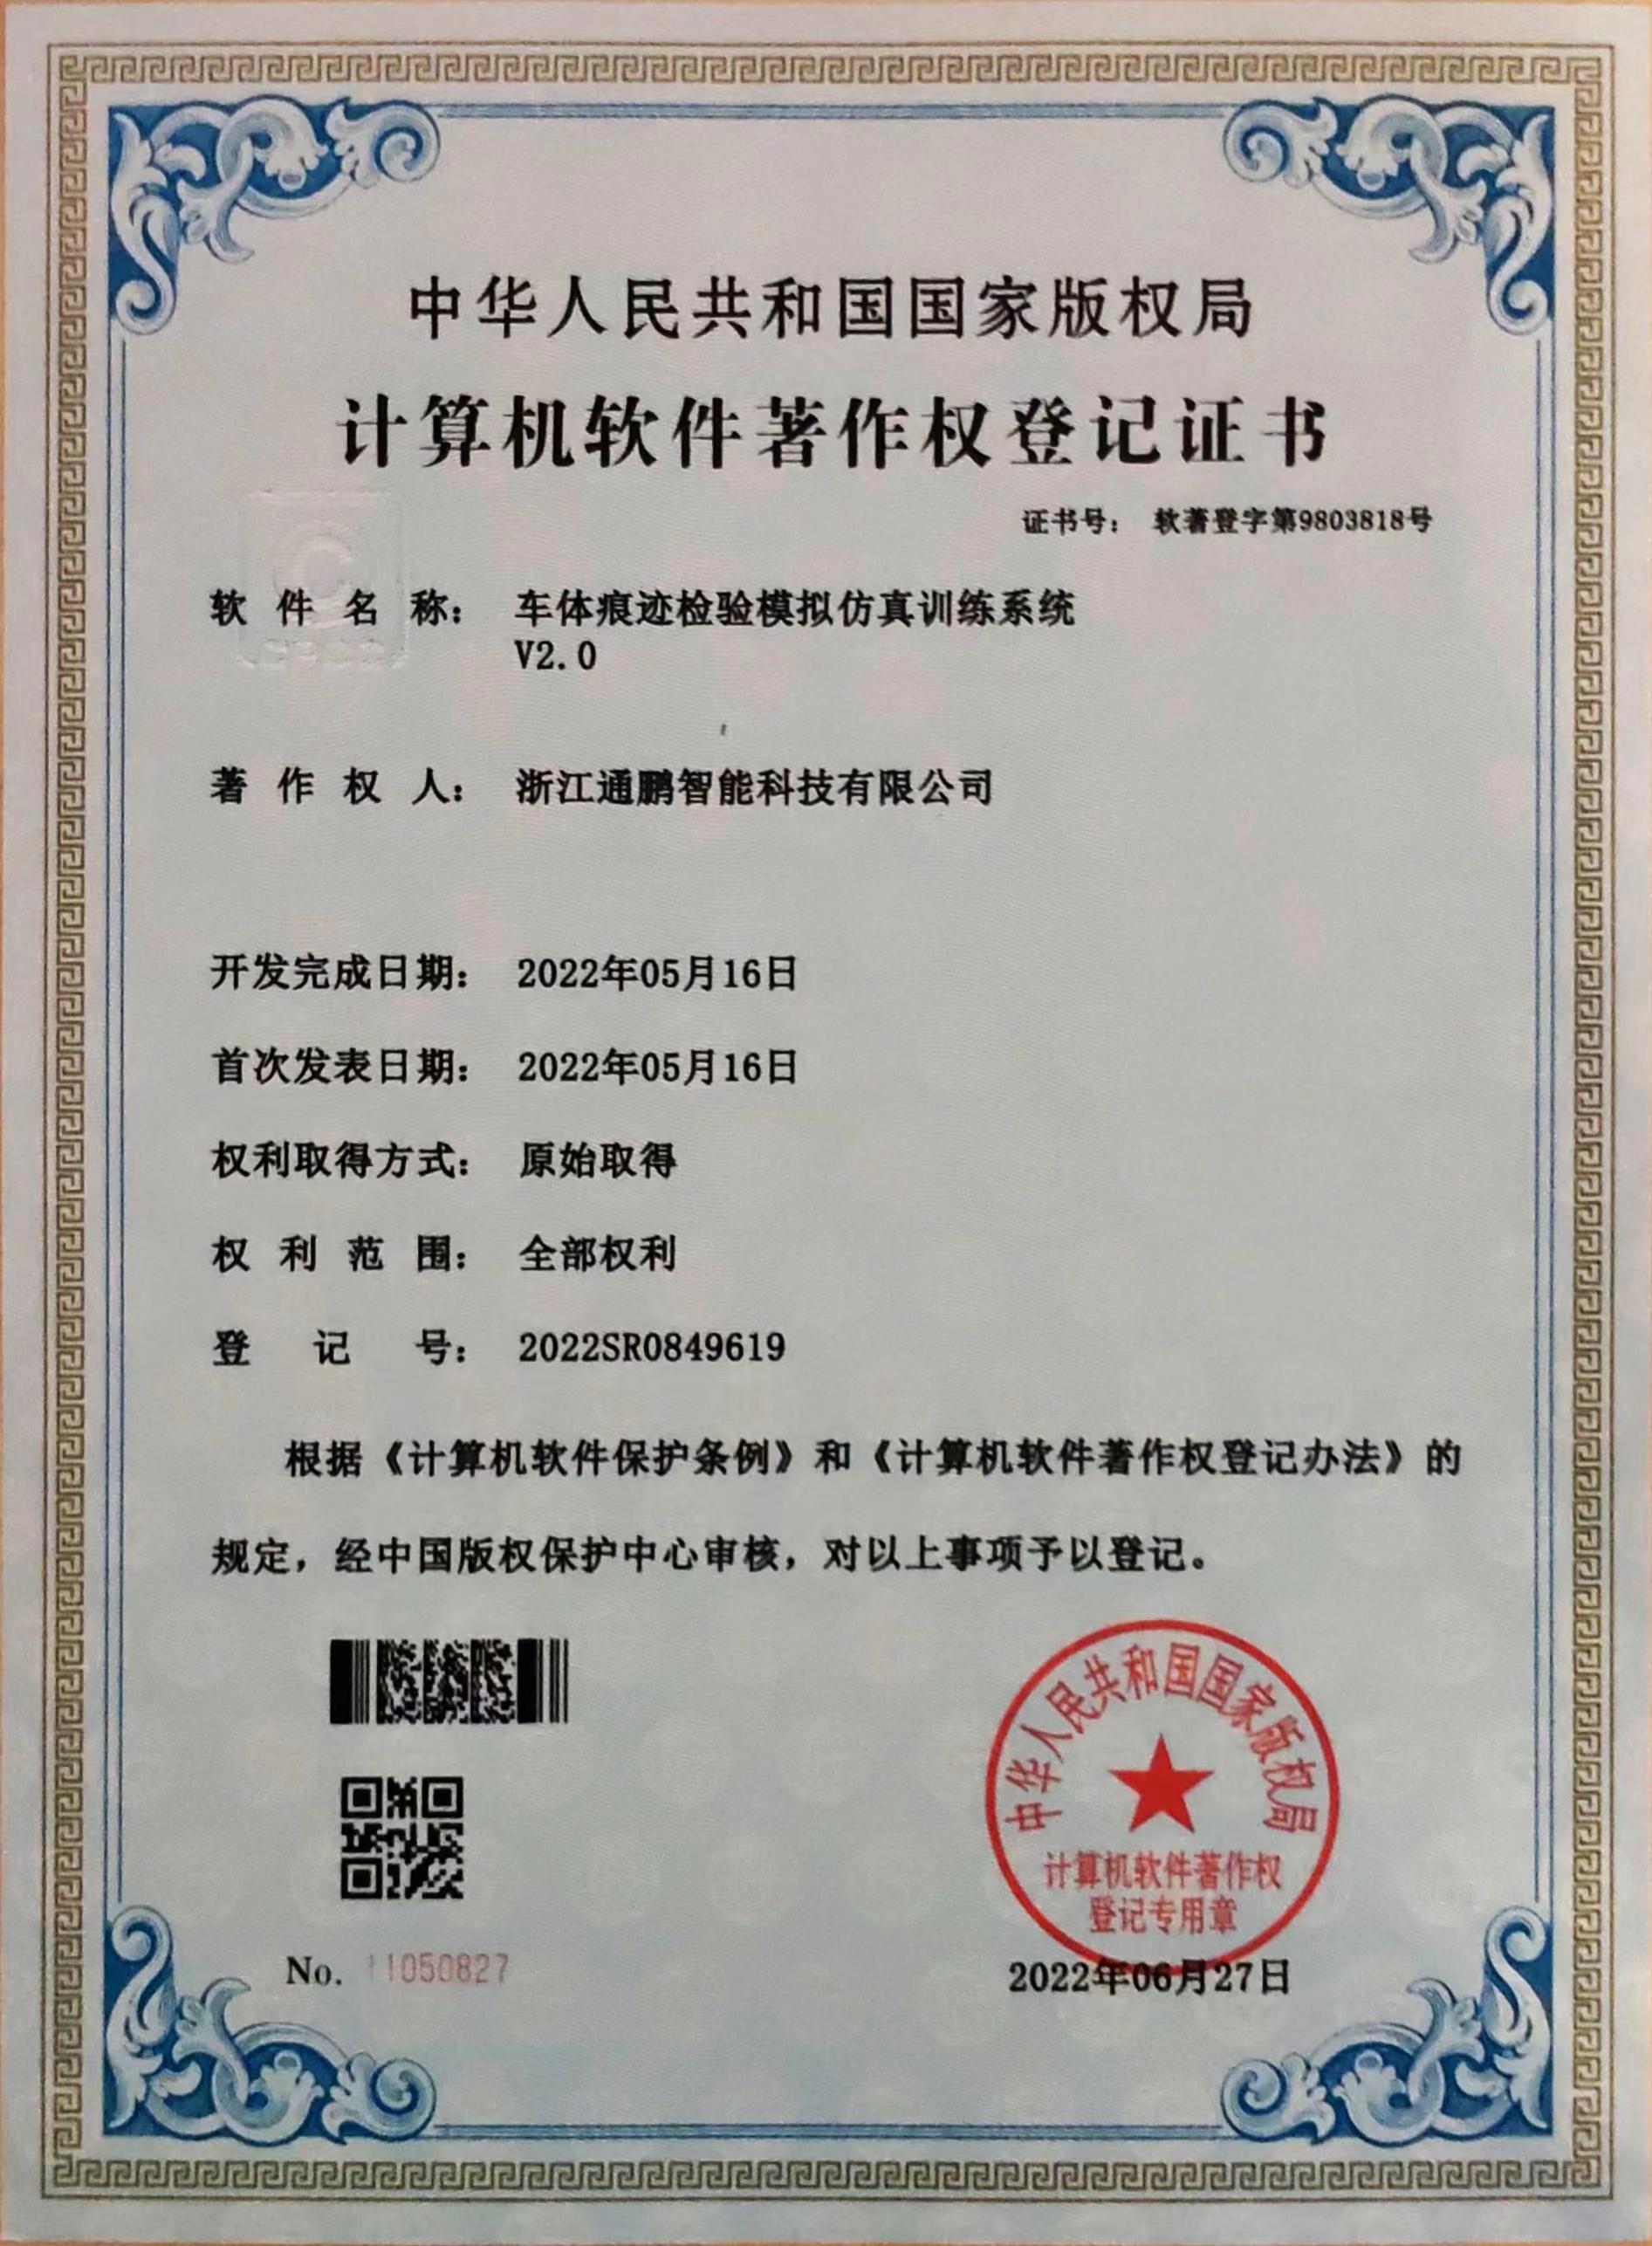 中华人民共和国国家版权局
计算机软件著作权登记证书
证书号： 软著登字第9803818号
软件名称： 车体痕迹检验模拟仿真训练系统
V2.0
著作权人： 浙江通鹏智能科技有限公司
开发完成日期： 2022年05月16日
首次发表日期： 2022年05月16日
权利取得方式： 原始取得
权利范围： 全部权利
登记号： 2022SR0849619
根据《计算机软件保护条例》和《计算机软件著作权登记办法》的
规定，经中国版权保护中心审核，对以上事项予以登记。
中华人民共和国国家版权局
计算机软件著作权
登记专用章
No. 11050827
2022年06月27日